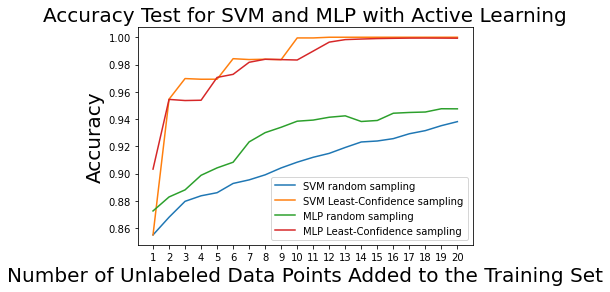 Accuracy Test for SVM and MLP with Active Learning
Accuracy
1.00
0.98
0.96
0.94
0.92
0.90
0.88
0.86
SVM random sampling
SVM Least-Confidence sampling
MLP random sampling
MLP Least-Confidence sampling
1 2 3 4 5 6 7 8 9 10 11 12 13 14 15 16 17 18 19 20
Number of Unlabeled Data Points Added to the Training Set